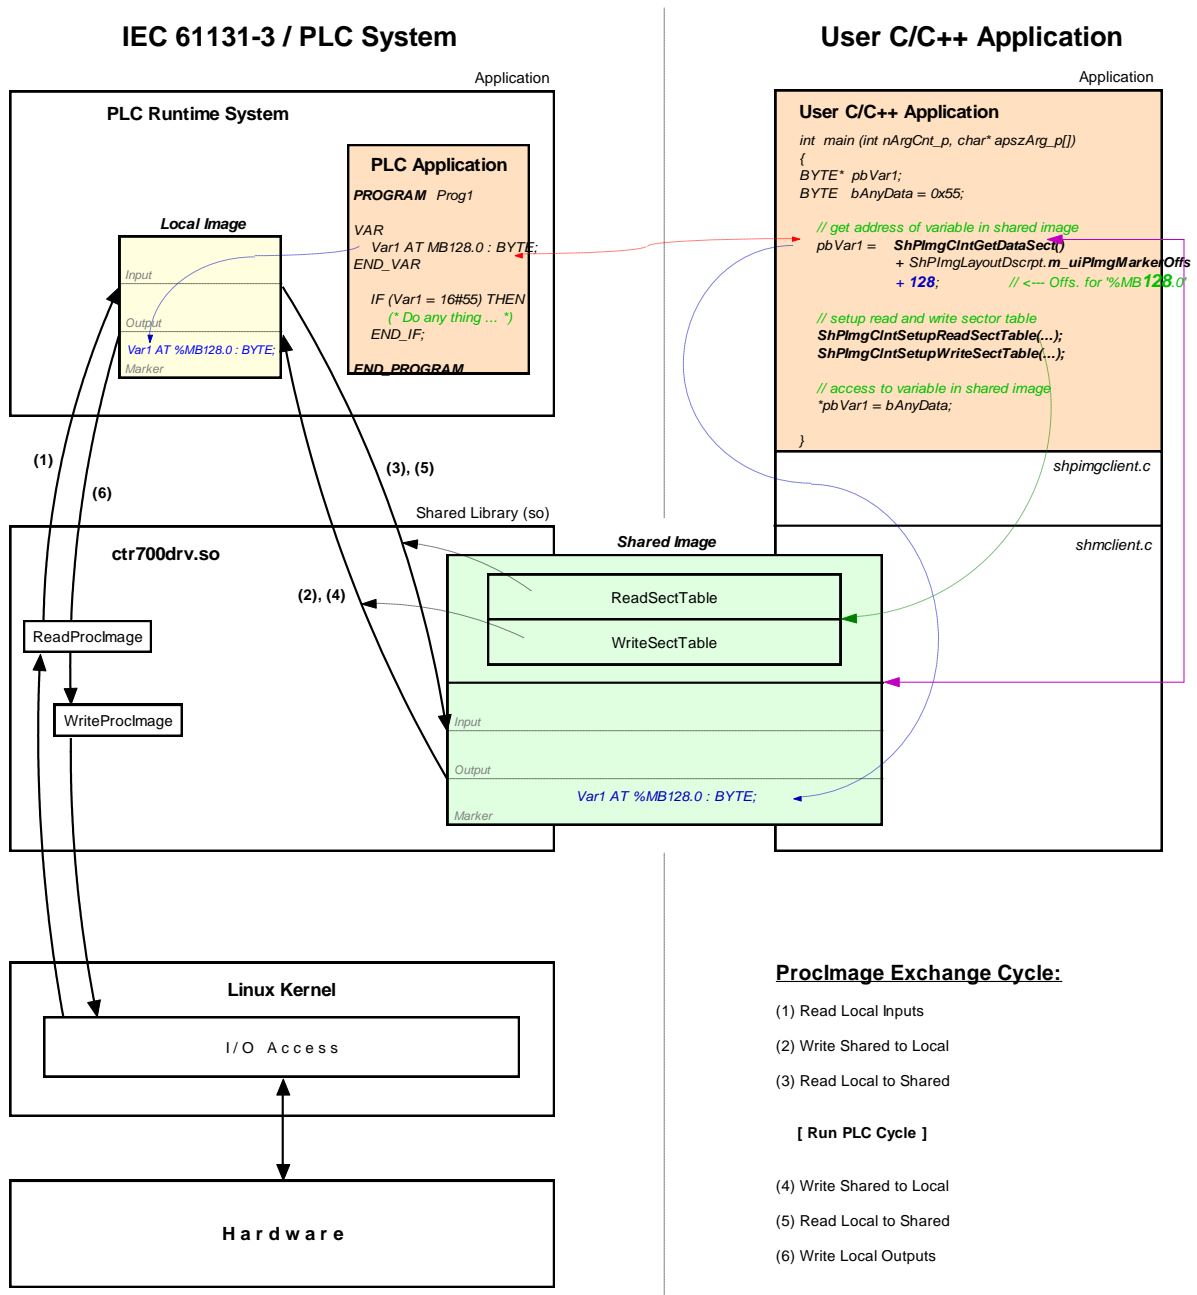 IEC 61131-3 / PLC System
User C/C++ Application
Application
Application
PLC Runtime System
PLC Application
PROGRAM Prog1
VAR
Var1 AT MB128.0 : BYTE;
END_VAR
IF (Var1 = 16#55) THEN
(* Do any thing ... *)
END_IF;
END_PROGRAM
Local Image
Input
Output
Var1 AT %MB128.0 : BYTE;
Marker
User C/C++ Application
int main (int nArgCnt_p, char* apszArg_p[])
{
BYTE* pbVar1;
BYTE bAnyData = 0x55;
// get address of variable in shared image
pbVar1 = ShPImgClntGetDataSect()
+ ShPImgLayoutDscrpt.m_uiPImgMarkerOffs
+ 128; // <--- Offs. for '%MB128.0'
// setup read and write sector table
ShPImgClntSetupReadSectTable(...);
ShPImgClntSetupWriteSectTable(...);
// access to variable in shared image
*pbVar1 = bAnyData;
}
shpimgclient.c
shmclient.c
(1)
(6)
(3), (5)
(2), (4)
Shared Library (so)
ctr700drv.so
ReadProcImage
WriteProcImage
Shared Image
ReadSectTable
WriteSectTable
Input
Output
Var1 AT %MB128.0 : BYTE;
Marker
Linux Kernel
I/O Access
Hardware
ProcImage Exchange Cycle:
(1) Read Local Inputs
(2) Write Shared to Local
(3) Read Local to Shared
[ Run PLC Cycle ]
(4) Write Shared to Local
(5) Read Local to Shared
(6) Write Local Outputs